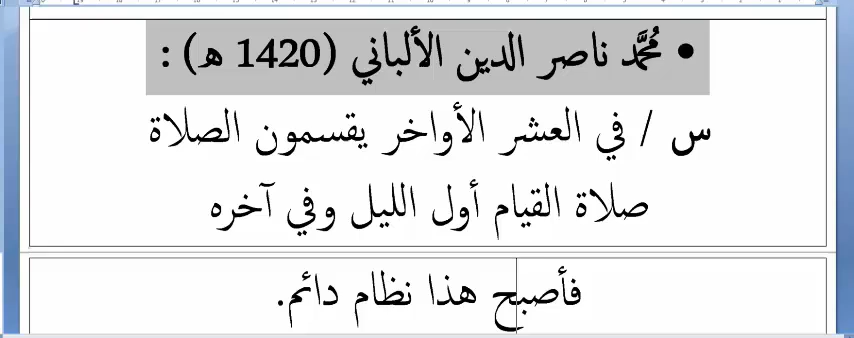 • مُحمَّد ناصر الدين الألباني (1420 هـ) :
س / في العشر الأواخر يقسمون الصلاة
صلاة القيام أول الليل وفي آخره
فأصبح هذا نظام دائم.